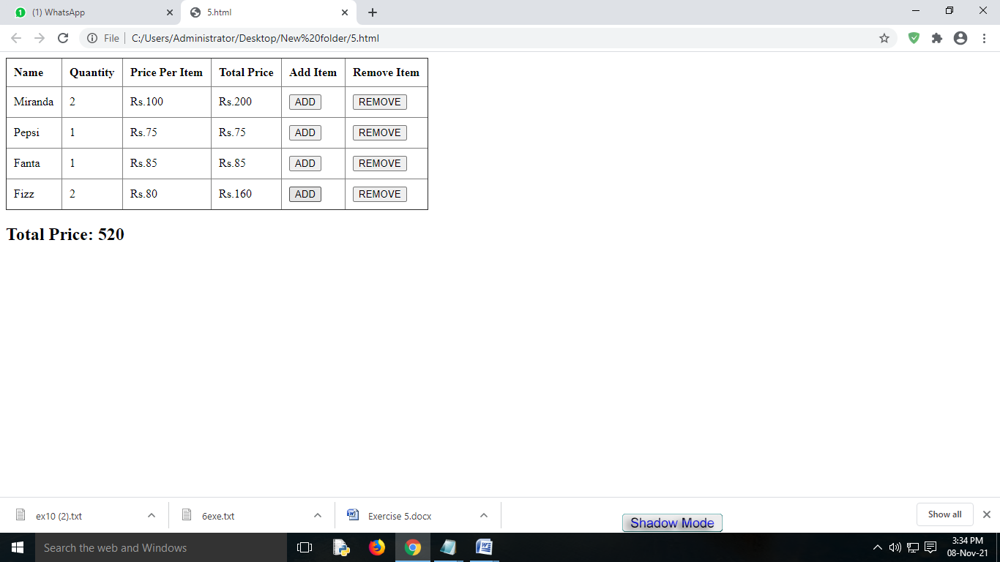 (1) WhatsApp
5.html
File C:/Users/Administrator/Desktop/New%20folder/5.html
Name Quantity Price Per Item Total Price Add Item Remove Item
Miranda 2 Rs.100 Rs.200 ADD REMOVE
Pepsi 1 Rs.75 Rs.75 ADD REMOVE
Fanta 1 Rs.85 Rs.85 ADD REMOVE
Fizz 2 Rs.80 Rs.160 ADD REMOVE
Total Price: 520
ex10 (2).txt
6exe.txt
Exercise 5.docx
Show all
Shadow Mode
Search the web and Windows
3:34 PM
08-Nov-21